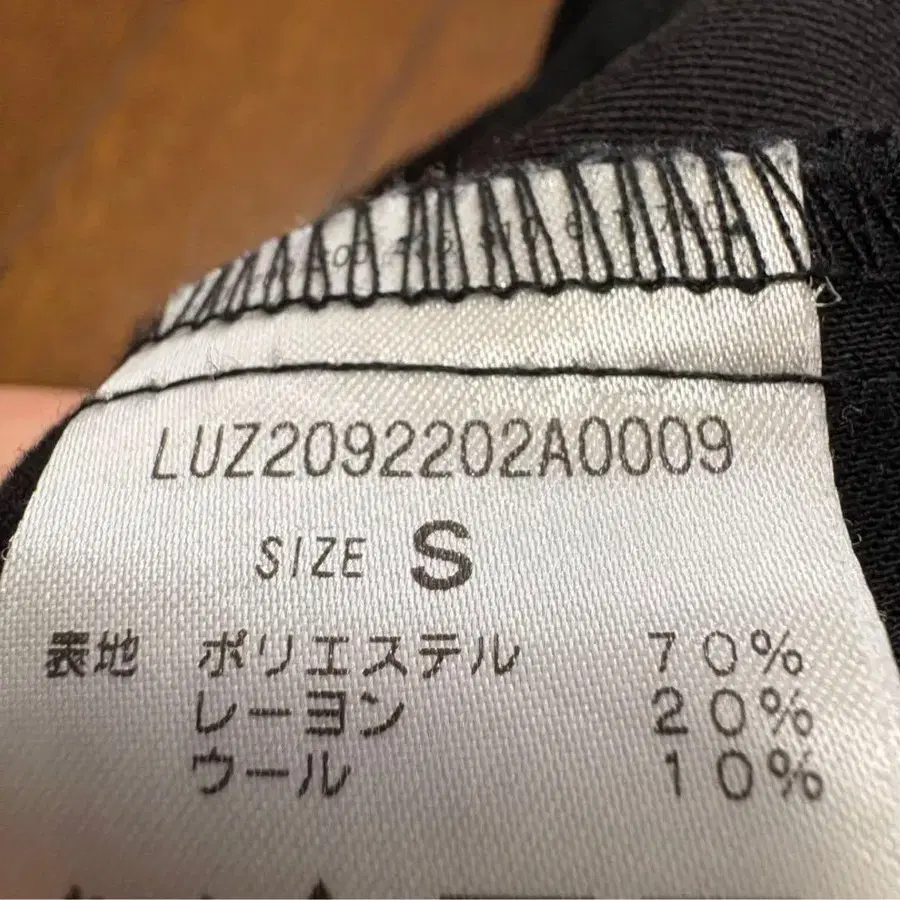 LUZ2092202A0009
SIZE S
表地 ポリエステル 70%
レーヨン 20%
ウール 10%